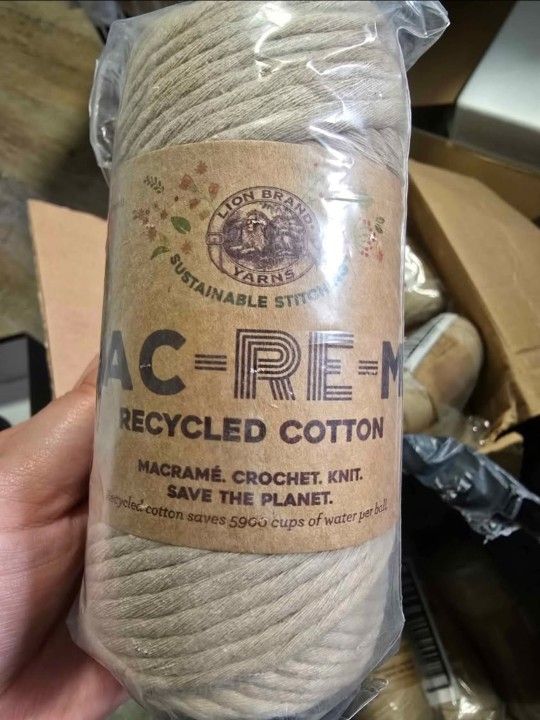 LION BRAND
YARNS
SUSTAINABLE STITCHING
AC-RE-M
RECYCLED COTTON
MACRAMÉ. CROCHET. KNIT.
SAVE THE PLANET.
Recycled cotton saves 5900 cups of water per ball.